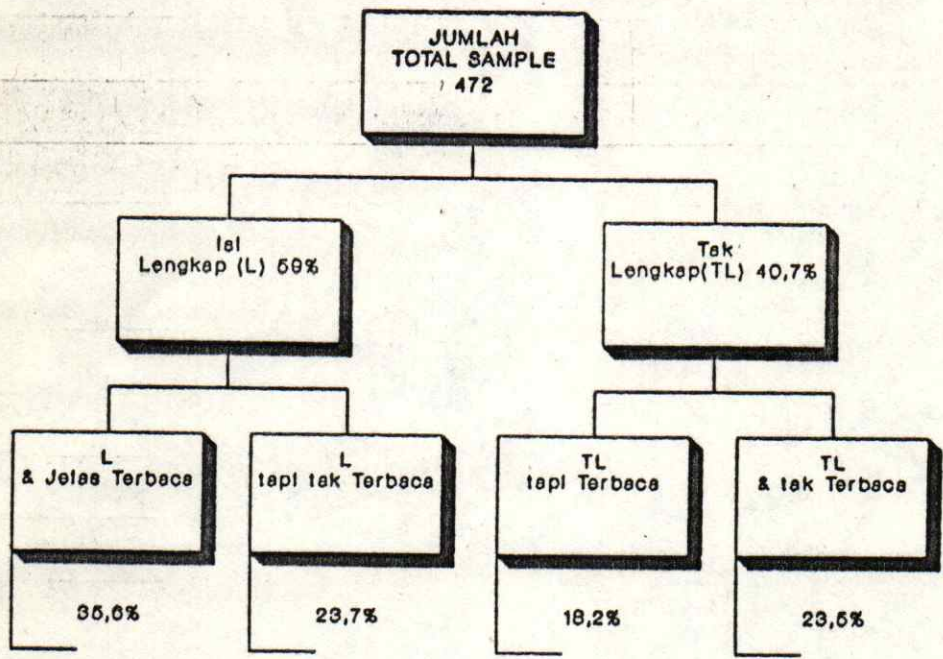 JUMLAH
TOTAL SAMPLE
472
Isi
Lengkap (L) 59%
Tak
Lengkap(TL) 40,7%
L
& Jelas Terbaca
L
tapi tak Terbaca
TL
tapi Terbaca
TL
& tak Terbaca
35,6%
23,7%
18,2%
23,5%